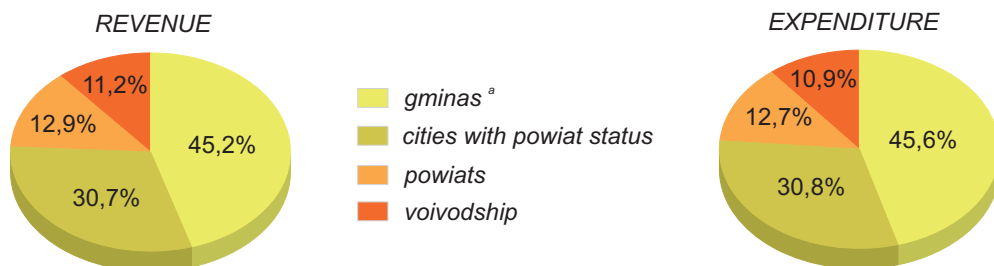 REVENUE
11,2%
12,9%
45,2%
30,7%
gminas ᵃ
cities with powiat status
powiats
voivodship
EXPENDITURE
10,9%
12,7%
45,6%
30,8%